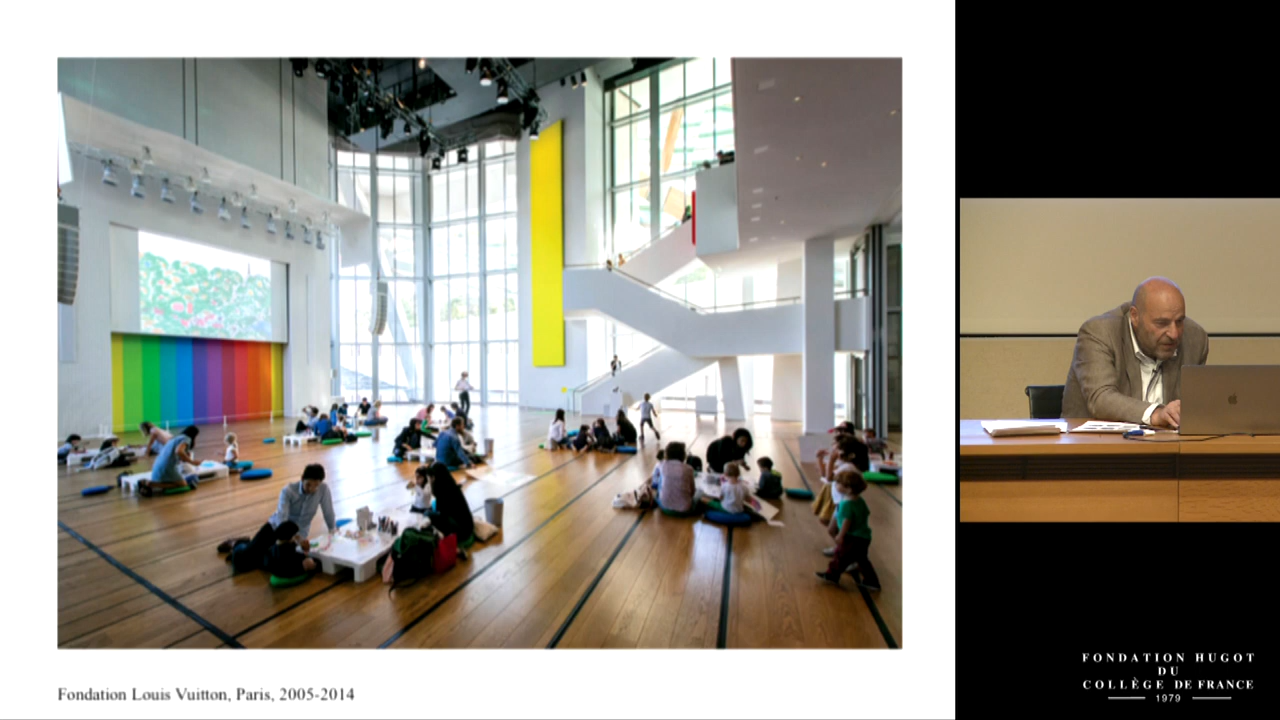 Fondation Louis Vuitton, Paris, 2005-2014
FONDATION HUGOT
DU
COLLÈGE DE FRANCE
1979